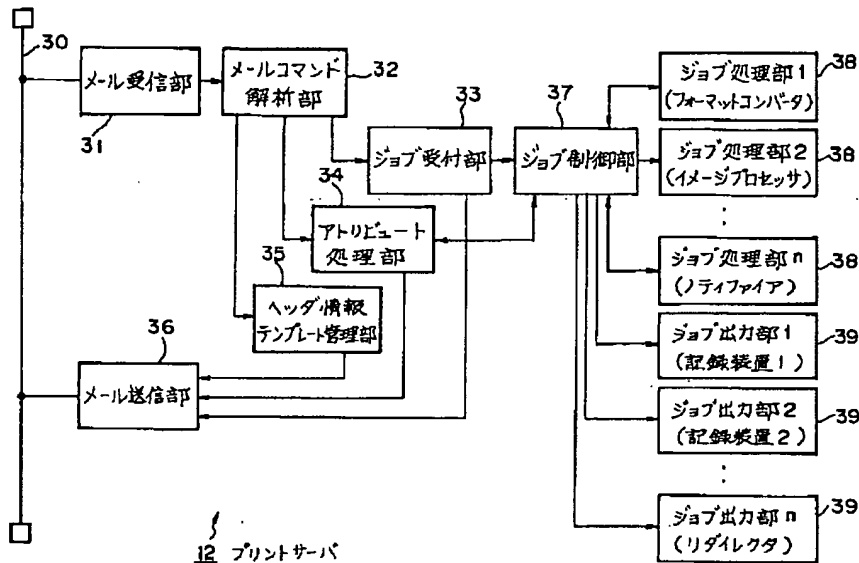 30
メール受信部
31
メールコマンド
解析部
32
33
ジョブ受付部
37
ジョブ制御部
34
アトリビュート
処理部
35
ヘッダ情報
テンプレート管理部
36
メール送信部
ジョブ処理部1
(フォーマットコンバータ)
38
ジョブ処理部2
(イメージプロセッサ)
38
ジョブ処理部n
(ノティファイア)
38
ジョブ出力部1
(記録装置1)
39
ジョブ出力部2
(記録装置2)
39
ジョブ出力部n
(リダイレクタ)
39
12 プリントサーバ